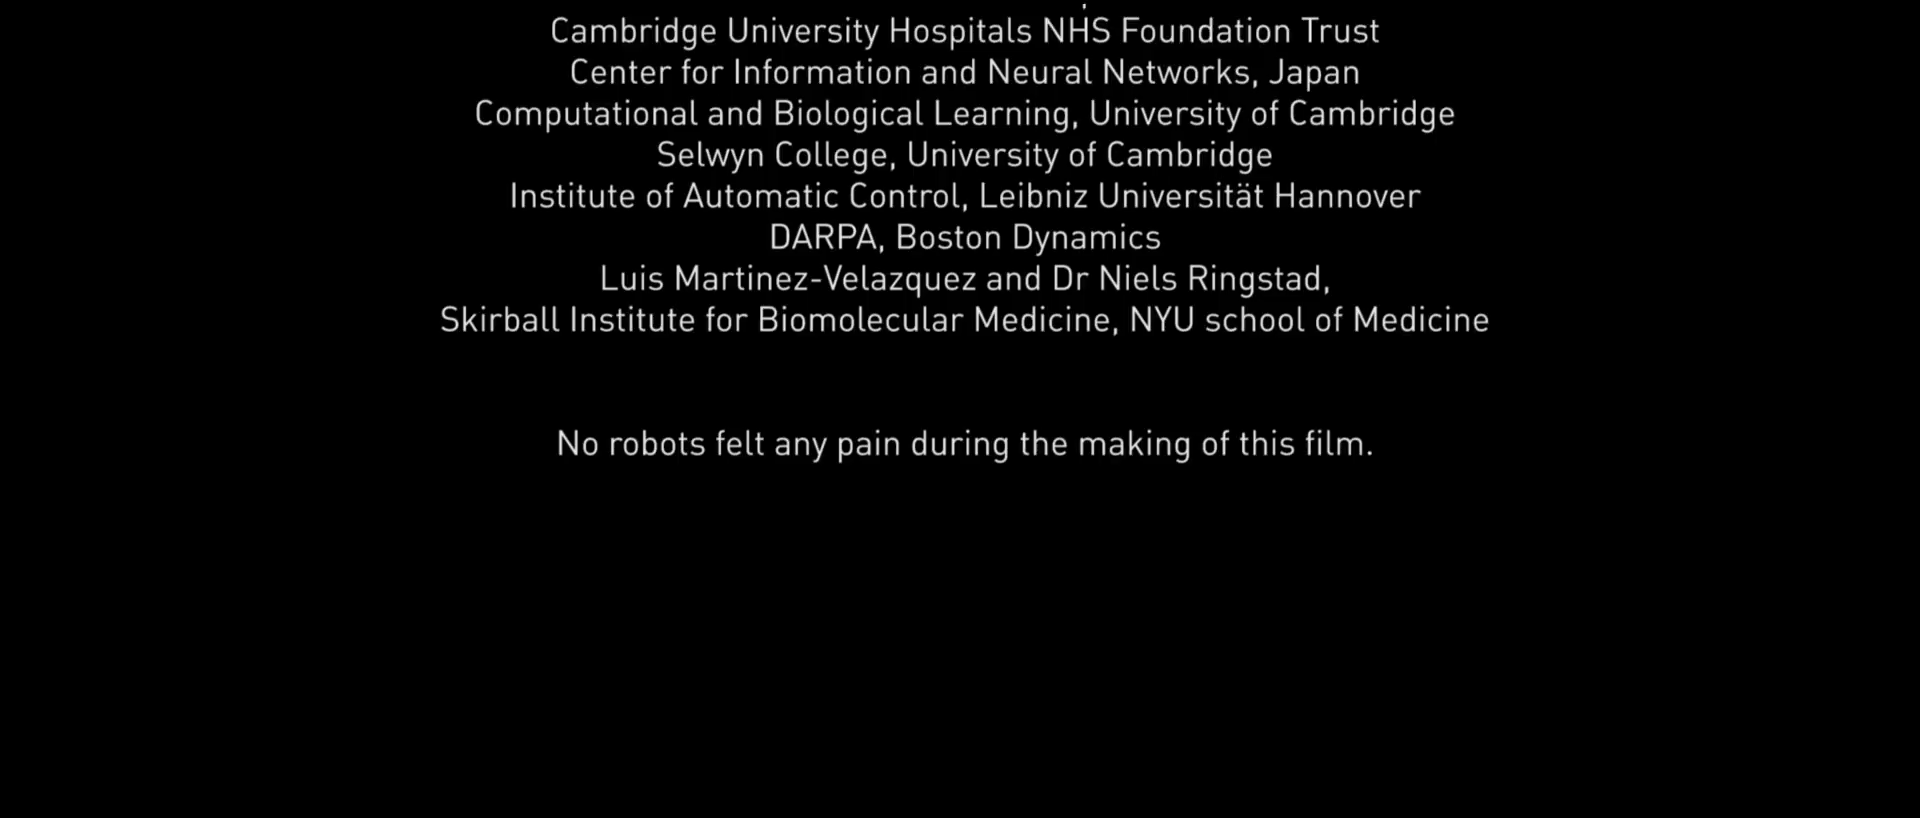 Cambridge University Hospitals NHS Foundation Trust
Center for Information and Neural Networks, Japan
Computational and Biological Learning, University of Cambridge
Selwyn College, University of Cambridge
Institute of Automatic Control, Leibniz Universität Hannover
DARPA, Boston Dynamics
Luis Martinez-Velazquez and Dr Niels Ringstad,
Skirball Institute for Biomolecular Medicine, NYU school of Medicine
No robots felt any pain during the making of this film.